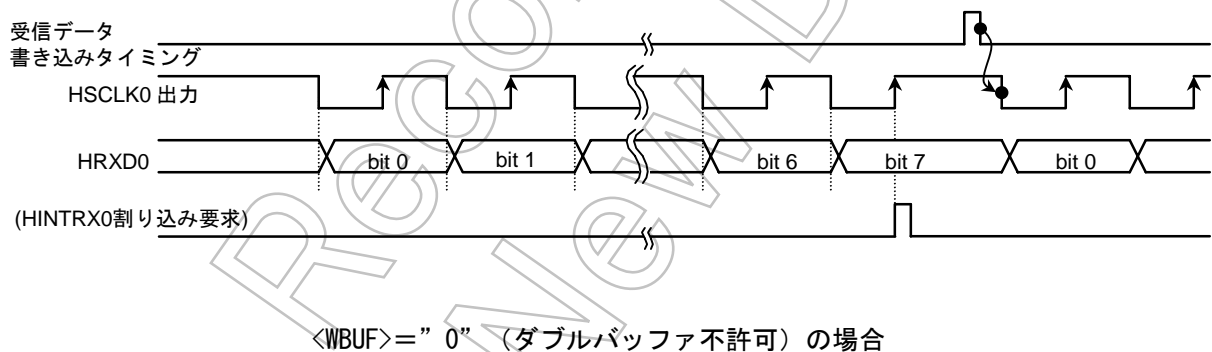 受信データ
書き込みタイミング
HSCLK0 出力
HRXD0
bit 0 bit 1 bit 6 bit 7 bit 0
(HINTRX0割り込み要求)
<WBUF>＝”0” （ダブルバッファ不許可）の場合
Reco
New D